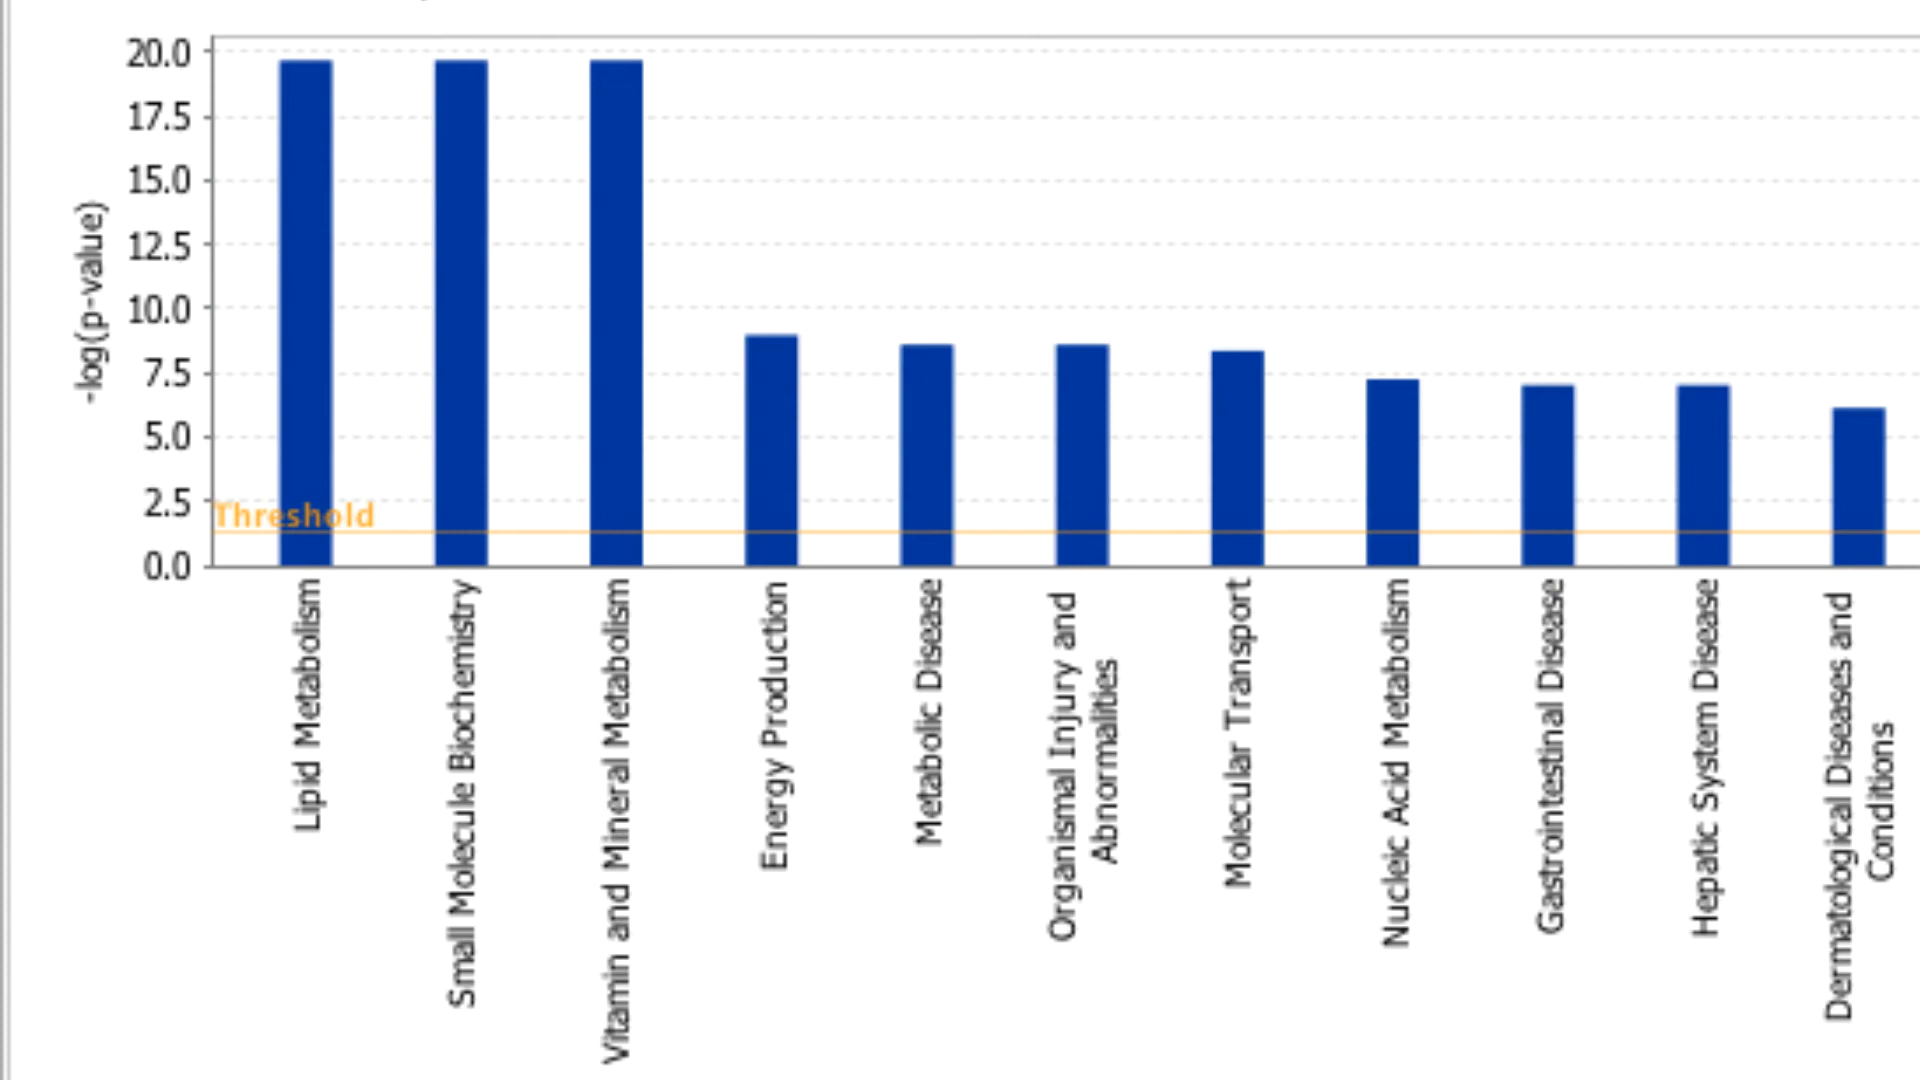 20.0
17.5
15.0
12.5
10.0
7.5
5.0
2.5
0.0
-log(p-value)
Threshold
Lipid Metabolism
Small Molecule Biochemistry
Vitamin and Mineral Metabolism
Energy Production
Metabolic Disease
Organismal Injury and
Abnormalities
Molecular Transport
Nucleic Acid Metabolism
Gastrointestinal Disease
Hepatic System Disease
Dermatological Diseases and
Conditions